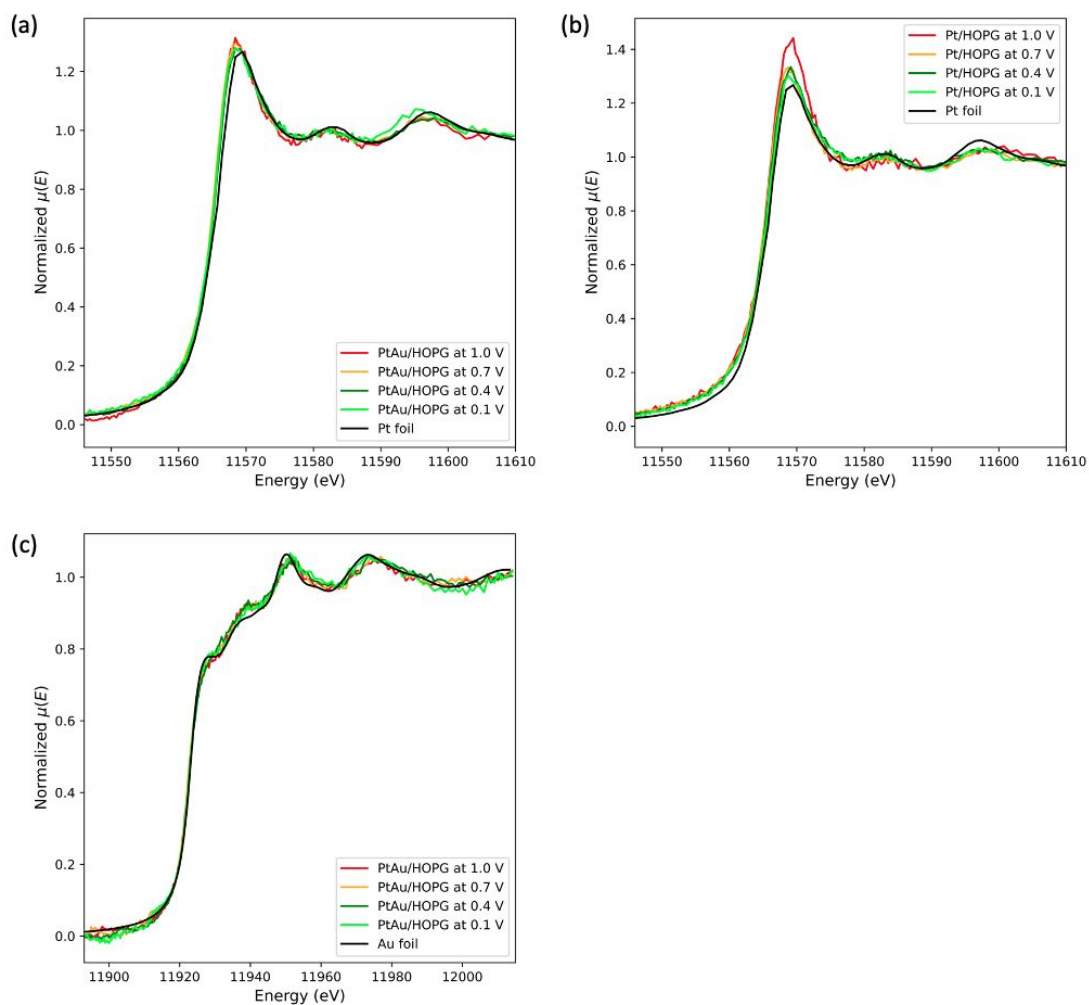 (a)
Normalized μ(E)
1.2
1.0
0.8
0.6
0.4
0.2
0.0
PtAu/HOPG at 1.0 V
PtAu/HOPG at 0.7 V
PtAu/HOPG at 0.4 V
PtAu/HOPG at 0.1 V
Pt foil
11550 11560 11570 11580 11590 11600 11610
Energy (eV)
(b)
Normalized μ(E)
1.4
1.2
1.0
0.8
0.6
0.4
0.2
0.0
Pt/HOPG at 1.0 V
Pt/HOPG at 0.7 V
Pt/HOPG at 0.4 V
Pt/HOPG at 0.1 V
Pt foil
11550 11560 11570 11580 11590 11600 11610
Energy (eV)
(c)
Normalized μ(E)
1.0
0.8
0.6
0.4
0.2
0.0
PtAu/HOPG at 1.0 V
PtAu/HOPG at 0.7 V
PtAu/HOPG at 0.4 V
PtAu/HOPG at 0.1 V
Au foil
11900 11920 11940 11960 11980 12000
Energy (eV)